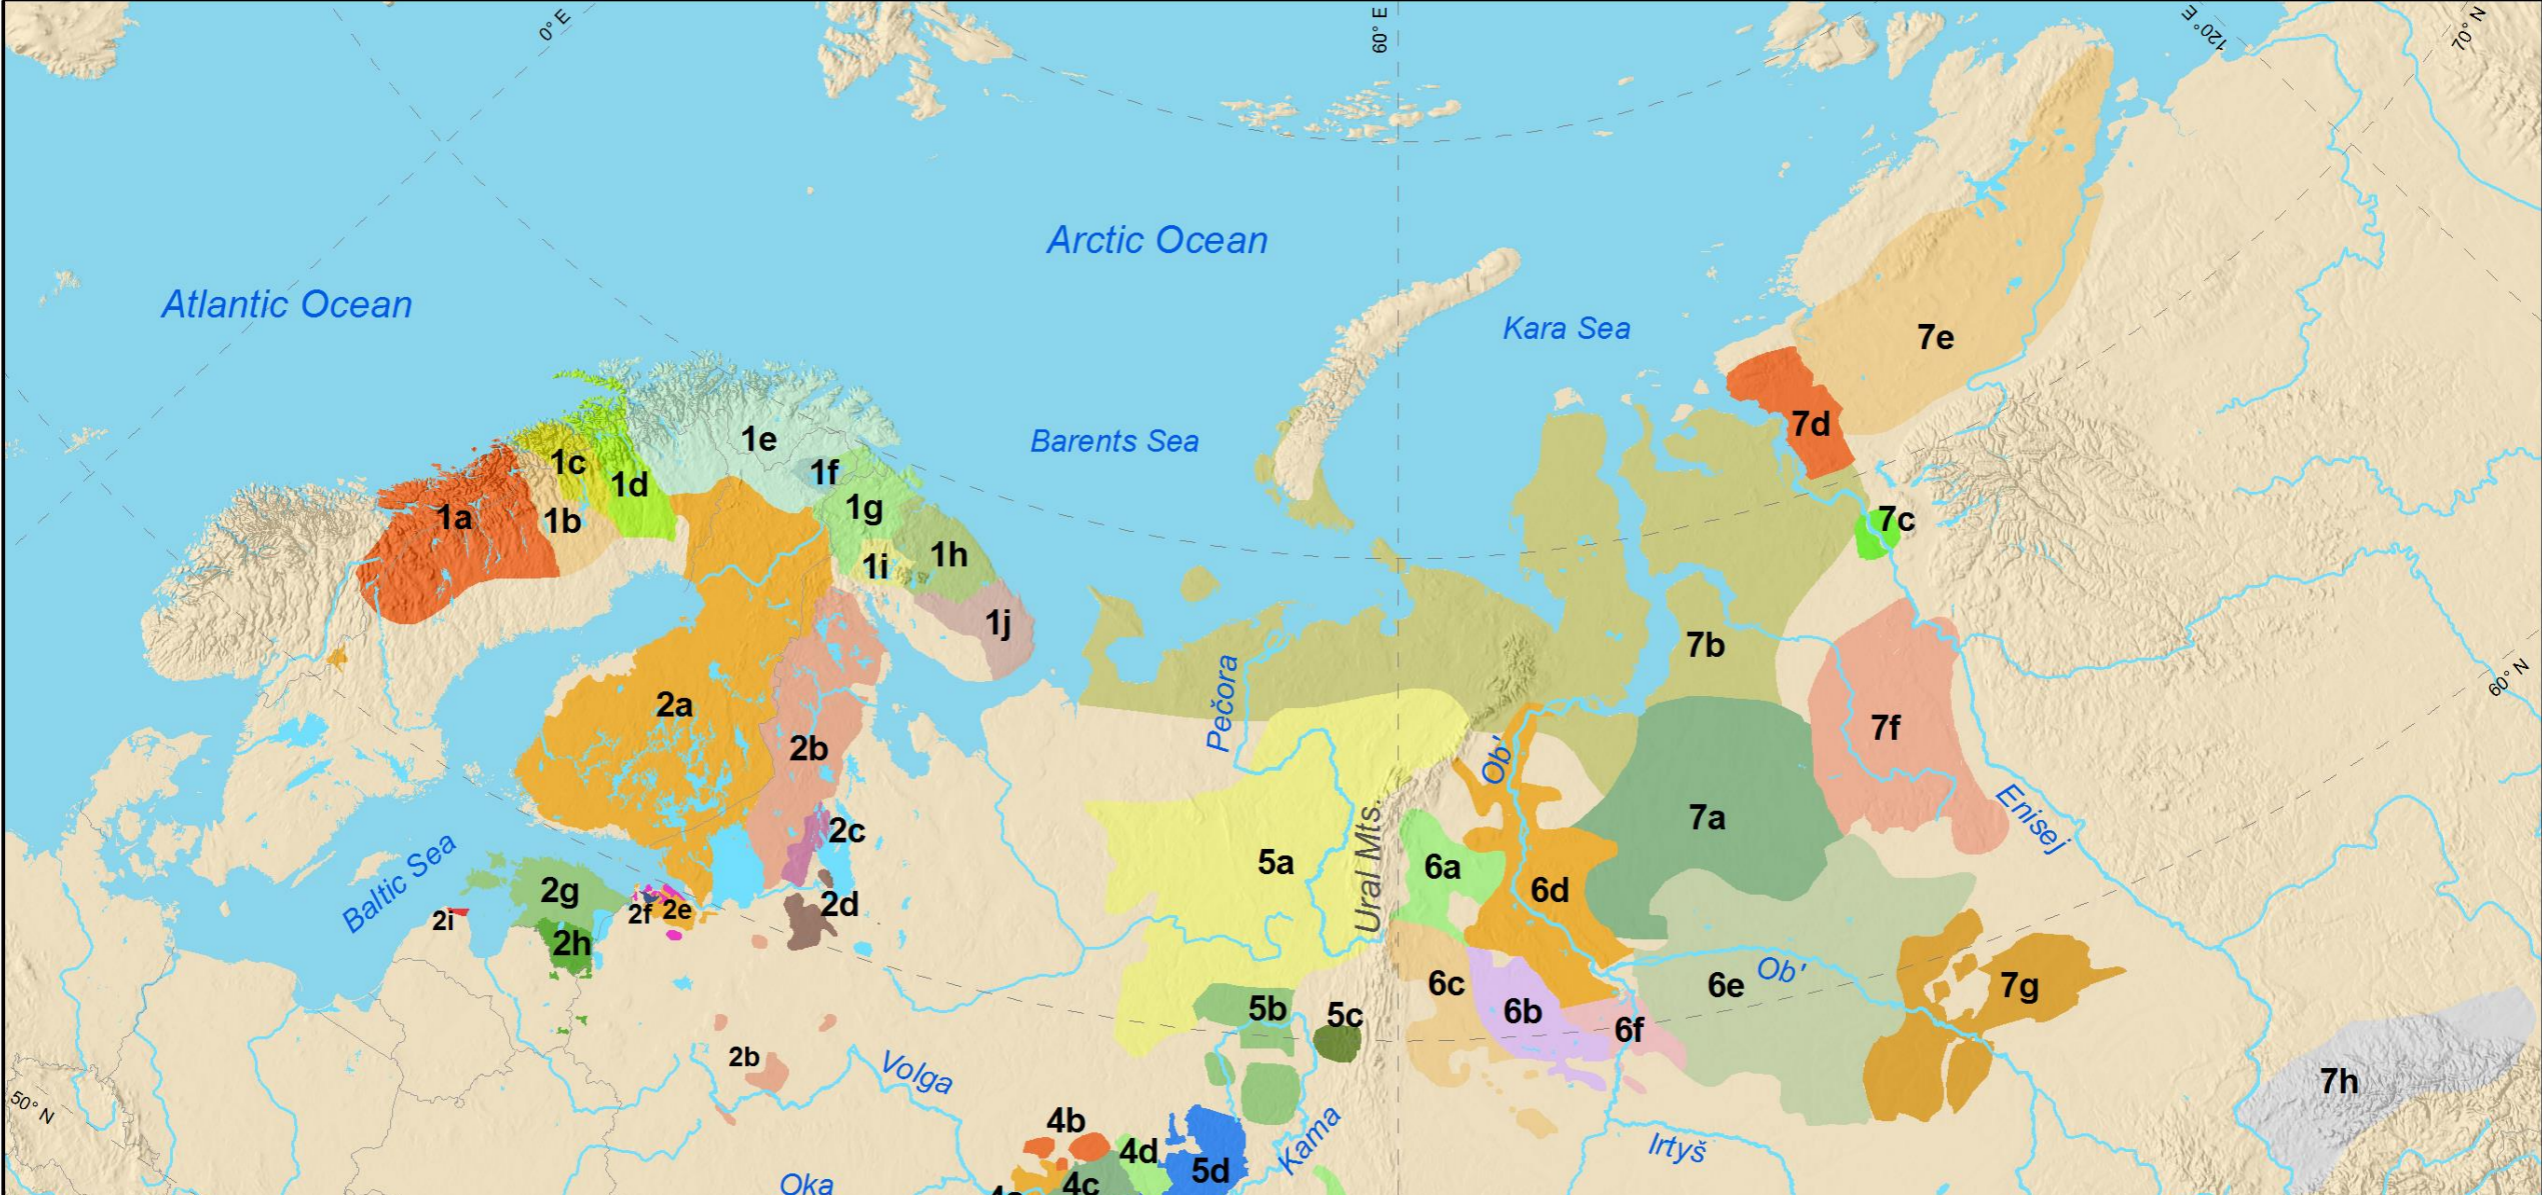 0° E
60° E
120° E
70° N
Arctic Ocean
Atlantic Ocean
Kara Sea
7e
Barents Sea
7d
1e
1c
1f
1d
1a
1b
1g
7c
1h
1i
1j
7b
60° N
Pečora
2a
2b
7f
Ob'
7a
Enisej
2c
Ural Mts.
5a
6a
6d
Baltic Sea
2g
2i
2f
2e
2d
2h
6c
6e
Ob'
7g
5b
5c
6b
6f
2b
Volga
7h
50° N
4b
4d
5d
Kama
Irtyš
Oka
4c